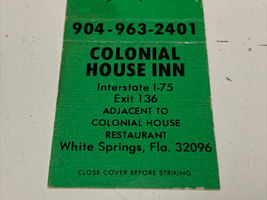 904-963-2401
COLONIAL
HOUSE INN
Interstate I-75
Exit 136
ADJACENT TO
COLONIAL HOUSE
RESTAURANT
White Springs, Fla. 32096
CLOSE COVER BEFORE STRIKING